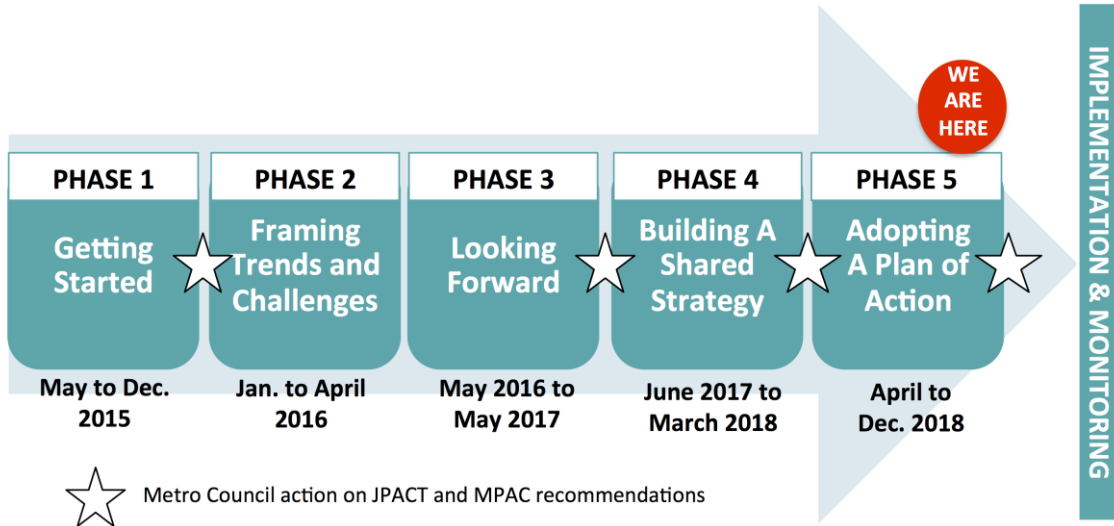 WE
ARE
HERE
PHASE 1
PHASE 2
PHASE 3
PHASE 4
PHASE 5
Getting
Started
Framing
Trends and
Challenges
Looking
Forward
Building A
Shared
Strategy
Adopting
A Plan of
Action
May to Dec.
2015
Jan. to April
2016
May 2016 to
May 2017
June 2017 to
March 2018
April to
Dec. 2018
IMPLEMENTATION & MONITORING
Metro Council action on JPACT and MPAC recommendations